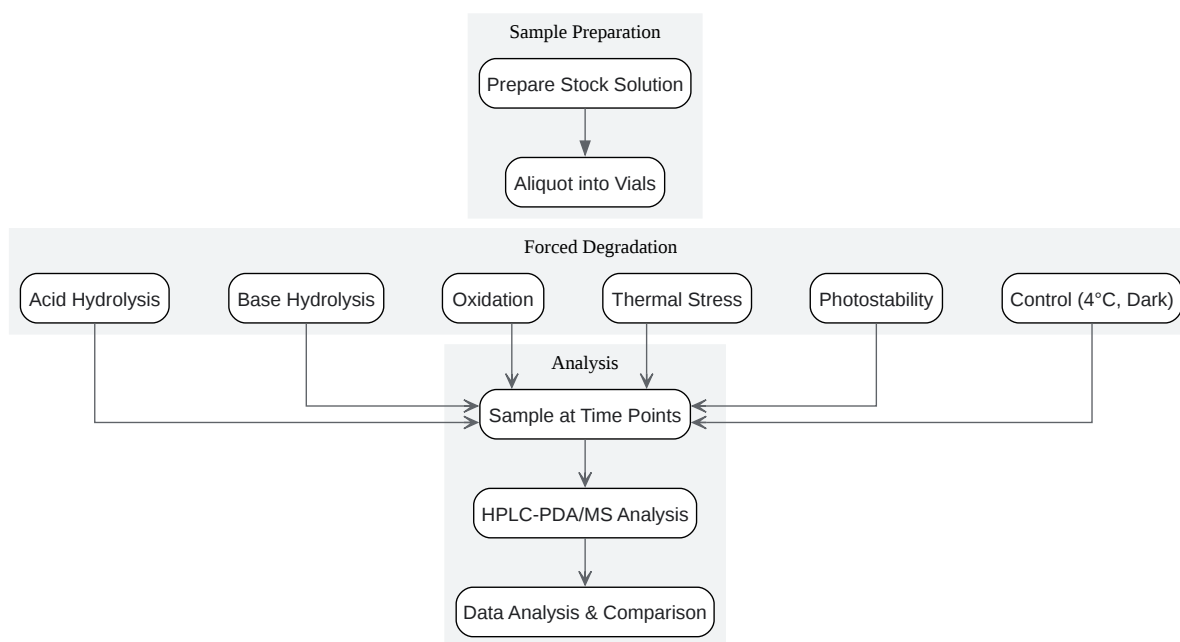 Sample Preparation
Prepare Stock Solution
Aliquot into Vials
Forced Degradation
Acid Hydrolysis
Base Hydrolysis
Oxidation
Thermal Stress
Photostability
Control (4°C, Dark)
Analysis
Sample at Time Points
HPLC-PDA/MS Analysis
Data Analysis & Comparison